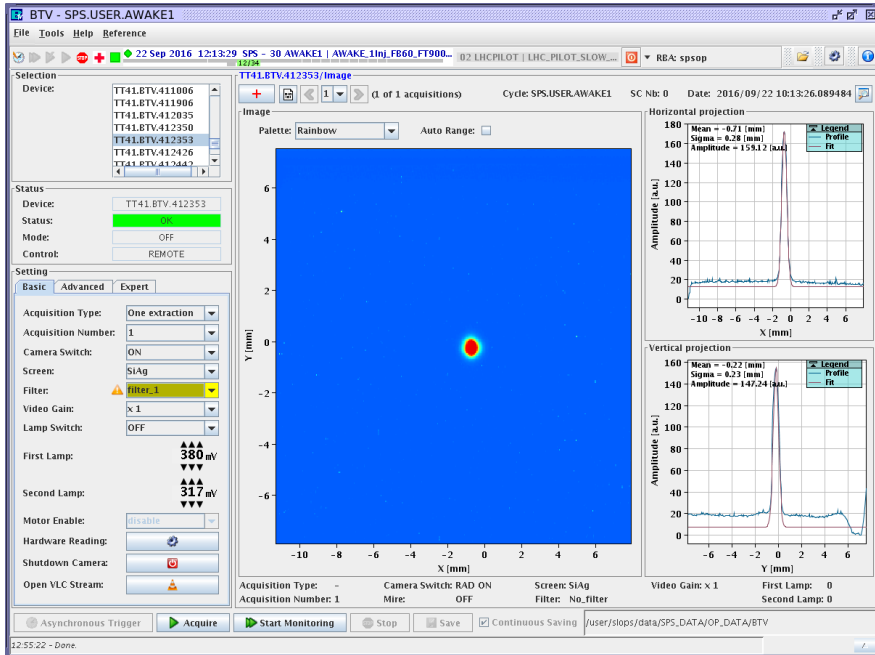 BTV - SPS.USER.AWAKE1
File Tools Help Reference
22 Sep 2016 12:13:29 SPS - 30 AWAKE1 | AWAKE_1Inj_FB60_FT900...
12/34
02 LHCPILOT | LHC_PILOT_SLOW_...
RBA: spsop
Selection
Device:
TT41.BTV.411006
TT41.BTV.411906
TT41.BTV.412035
TT41.BTV.412350
TT41.BTV.412353
TT41.BTV.412426
TT41.BTV.412442
Status
Device: TT41.BTV.412353
Status: OK
Mode: OFF
Control: REMOTE
Setting
Basic Advanced Expert
Acquisition Type: One extraction
Acquisition Number: 1
Camera Switch: ON
Screen: SiAg
Filter: filter_1
Video Gain: x 1
Lamp Switch: OFF
First Lamp: 380 mV
Second Lamp: 317 mV
Motor Enable: disable
Hardware Reading:
Shutdown Camera:
Open VLC Stream:
TT41.BTV.412353/Image
1 (1 of 1 acquisitions) Cycle: SPS.USER.AWAKE1 SC Nb: 0 Date: 2016/09/22 10:13:26.089484
Image
Palette: Rainbow Auto Range:
6
4
2
0
-2
-4
-6
Y [mm]
-10 -8 -6 -4 -2 0 2 4 6
X [mm]
Horizontal projection
Mean = -0.71 [mm]
Sigma = 0.28 [mm]
Amplitude = 159.12 [a.u.]
Legend
Profile
Fit
180
160
140
120
100
80
60
40
20
0
Amplitude [a.u.]
-10 -8 -6 -4 -2 0 2 4 6
X [mm]
Vertical projection
Mean = -0.22 [mm]
Sigma = 0.23 [mm]
Amplitude = 147.24 [a.u.]
Legend
Profile
Fit
160
140
120
100
80
60
40
20
0
Amplitude [a.u.]
-6 -4 -2 0 2 4 6
Y [mm]
Acquisition Type: - Camera Switch: RAD ON Screen: SiAg Video Gain: x 1 First Lamp: 0
Acquisition Number: 1 Mire: OFF Filter: No_filter Second Lamp: 0
Asynchronous Trigger Acquire Start Monitoring Stop Save Continuous Saving /user/slops/data/SPS_DATA/OP_DATA/BTV
12:55:22 - Done.